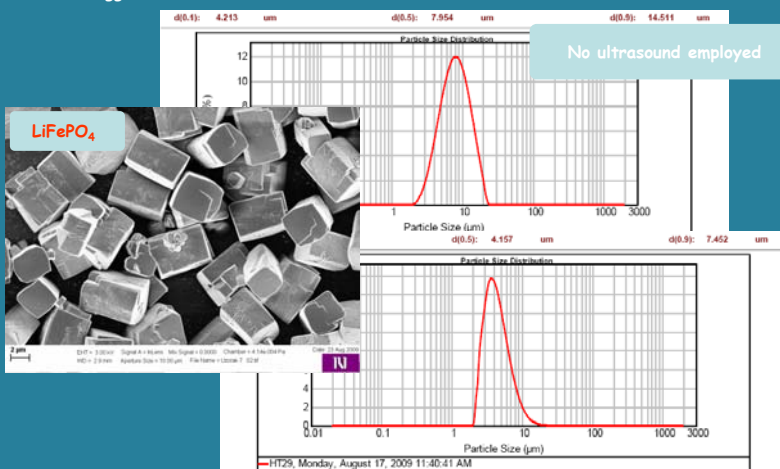 d(0.1): 4.213 um d(0.5): 7.954 um d(0.9): 14.511 um
Particle Size Distribution
No ultrasound employed
12
10
8
LiFePO4
1 10 100 1000 3000
Particle Size (µm)
d(0.5): 4.157 um d(0.9): 7.452 um
Particle Size Distribution
2 µm
4
2
0
0.01 0.1 1 10 100 1000 3000
Particle Size (µm)
HT29, Monday, August 17, 2009 11:40:41 AM